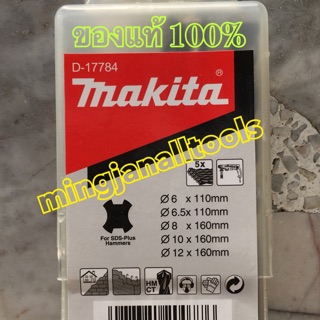 ของแท้ 100%
D-17784
makita®
mingjanalltools
5x
For SDS-Plus
Hammers
Ø 6 x 110mm
Ø 6.5x 110mm
Ø 8 x 160mm
Ø 10 x 160mm
Ø 12 x 160mm
HM
CT